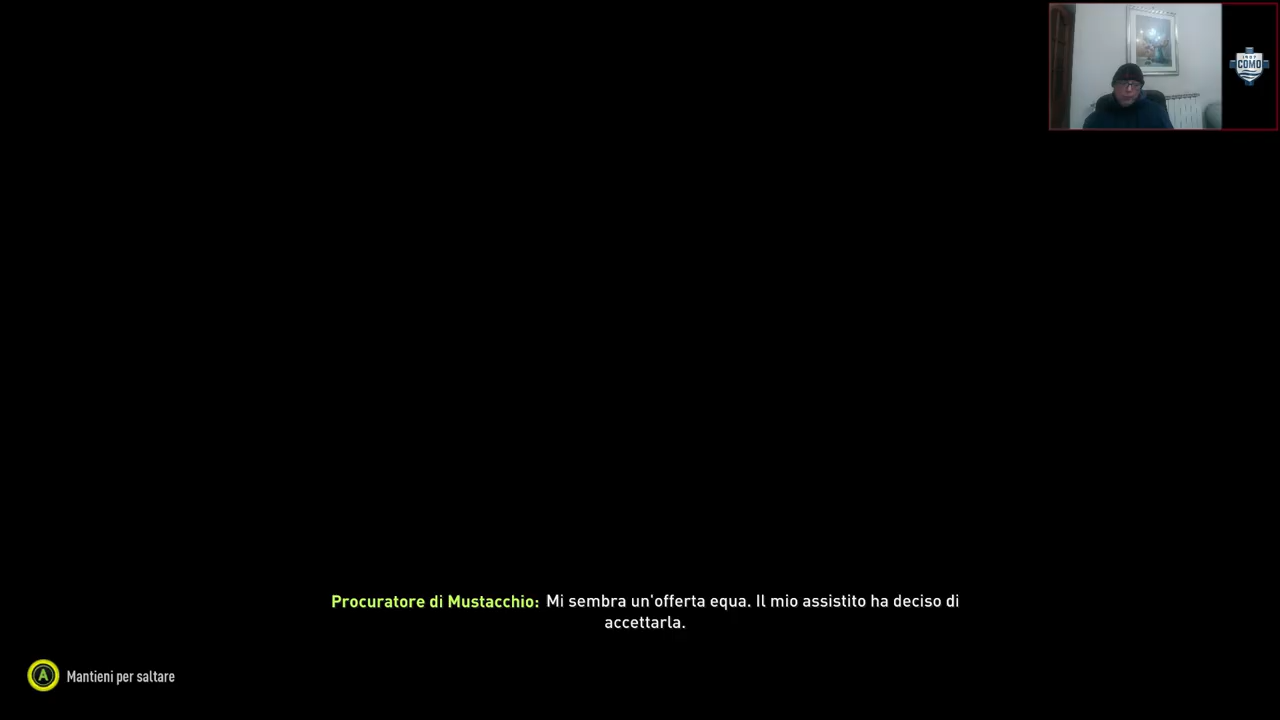 1907
COMO
Procuratore di Mustacchio: Mi sembra un'offerta equa. Il mio assistito ha deciso di
accettarla.
A Mantieni per saltare